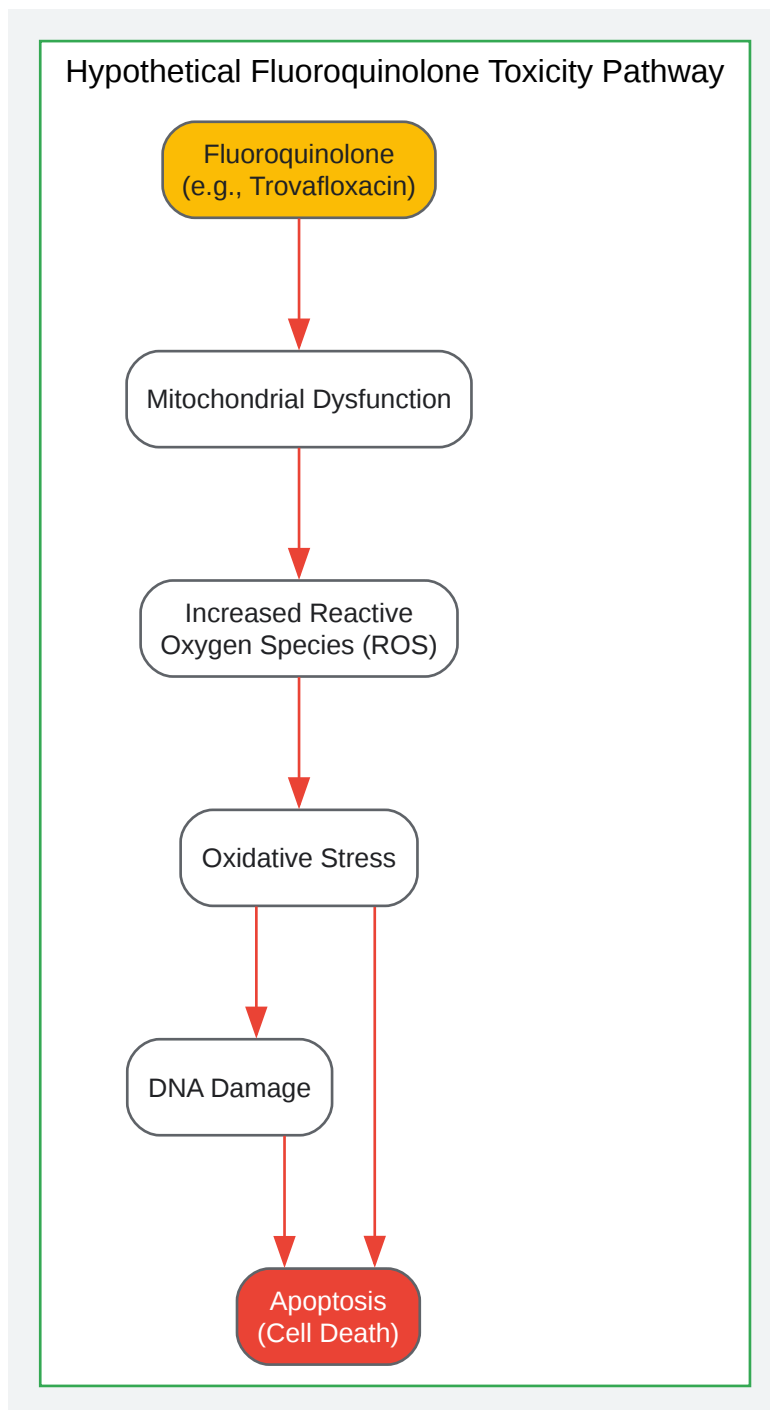 Hypothetical Fluoroquinolone Toxicity Pathway
Fluoroquinolone
(e.g., Trovafloxacin)
Mitochondrial Dysfunction
Increased Reactive
Oxygen Species (ROS)
Oxidative Stress
DNA Damage
Apoptosis
(Cell Death)